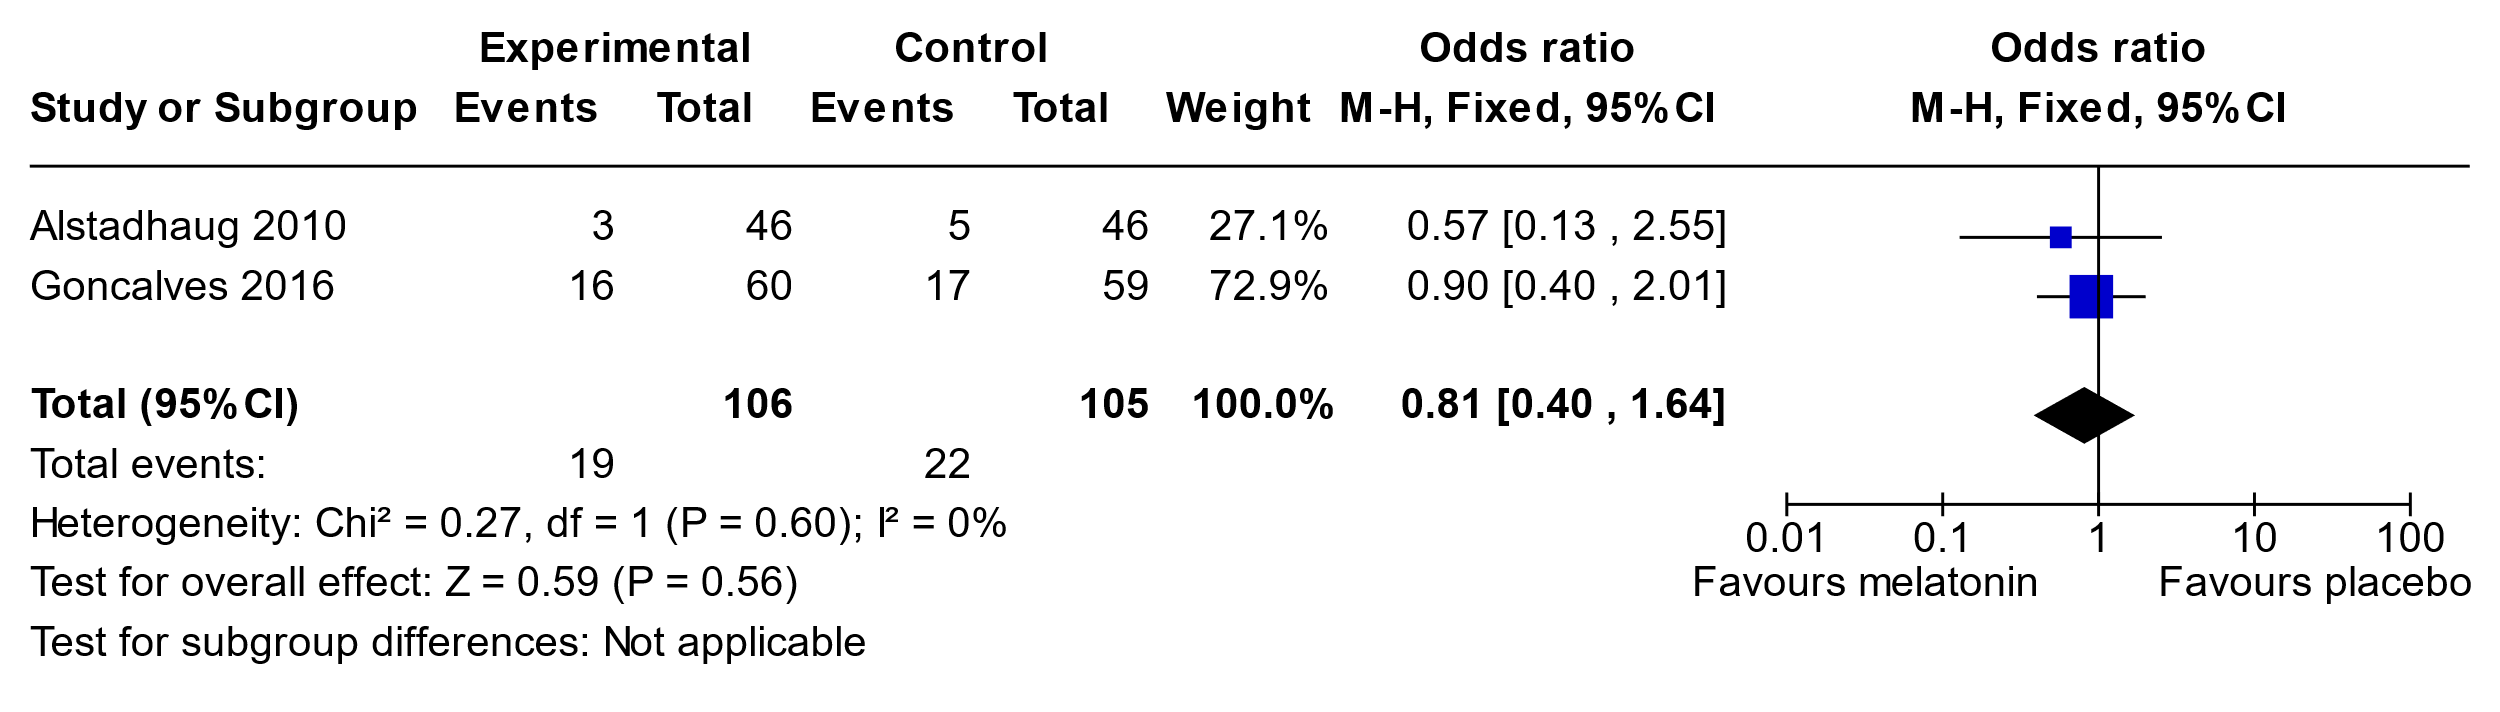 Experimental Control Odds ratio Odds ratio
Study or Subgroup Events Total Events Total Weight M-H, Fixed, 95% CI M-H, Fixed, 95% CI
Alstadhaug 2010 3 46 5 46 27.1% 0.57 [0.13 , 2.55]
Goncalves 2016 16 60 17 59 72.9% 0.90 [0.40 , 2.01]
Total (95% CI) 106 105 100.0% 0.81 [0.40 , 1.64]
Total events: 19 22
Heterogeneity: Chi² = 0.27, df = 1 (P = 0.60); I² = 0%
0.01 0.1 1 10 100
Test for overall effect: Z = 0.59 (P = 0.56) Favours melatonin Favours placebo
Test for subgroup differences: Not applicable